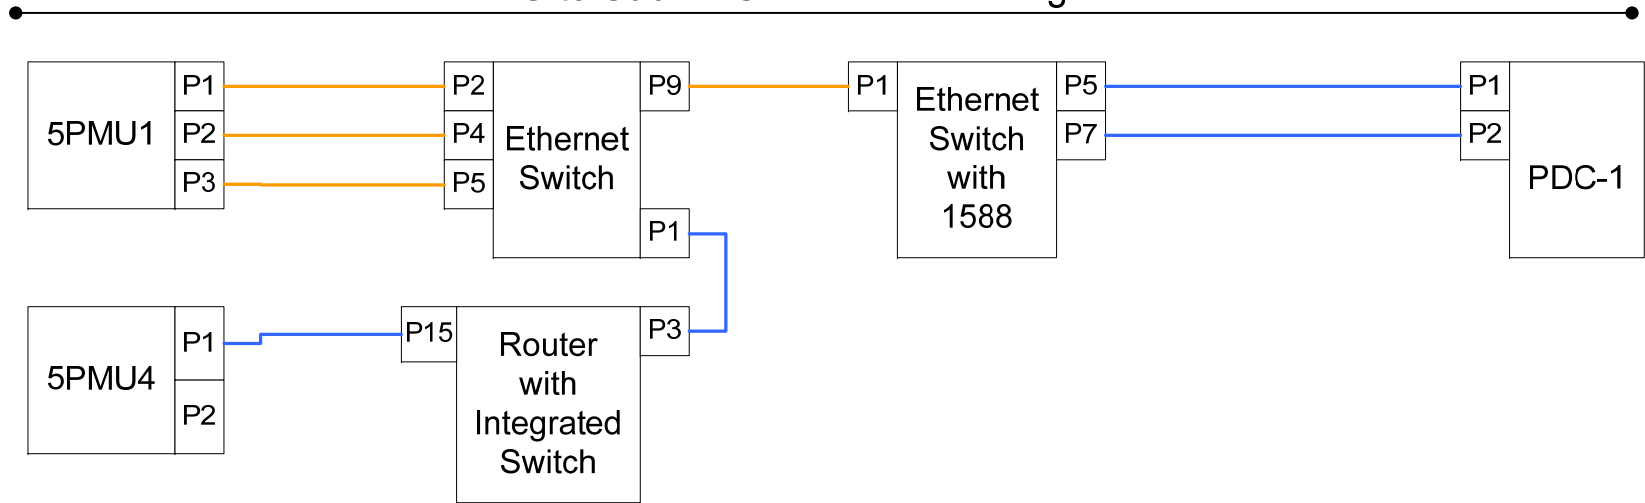 5PMU1
P1
P2
P3
P2
P4
P5
Ethernet
Switch
P9
P1
P1
Ethernet
Switch
with
1588
P5
P7
P1
P2
PDC-1
5PMU4
P1
P2
P15
Router
with
Integrated
Switch
P3